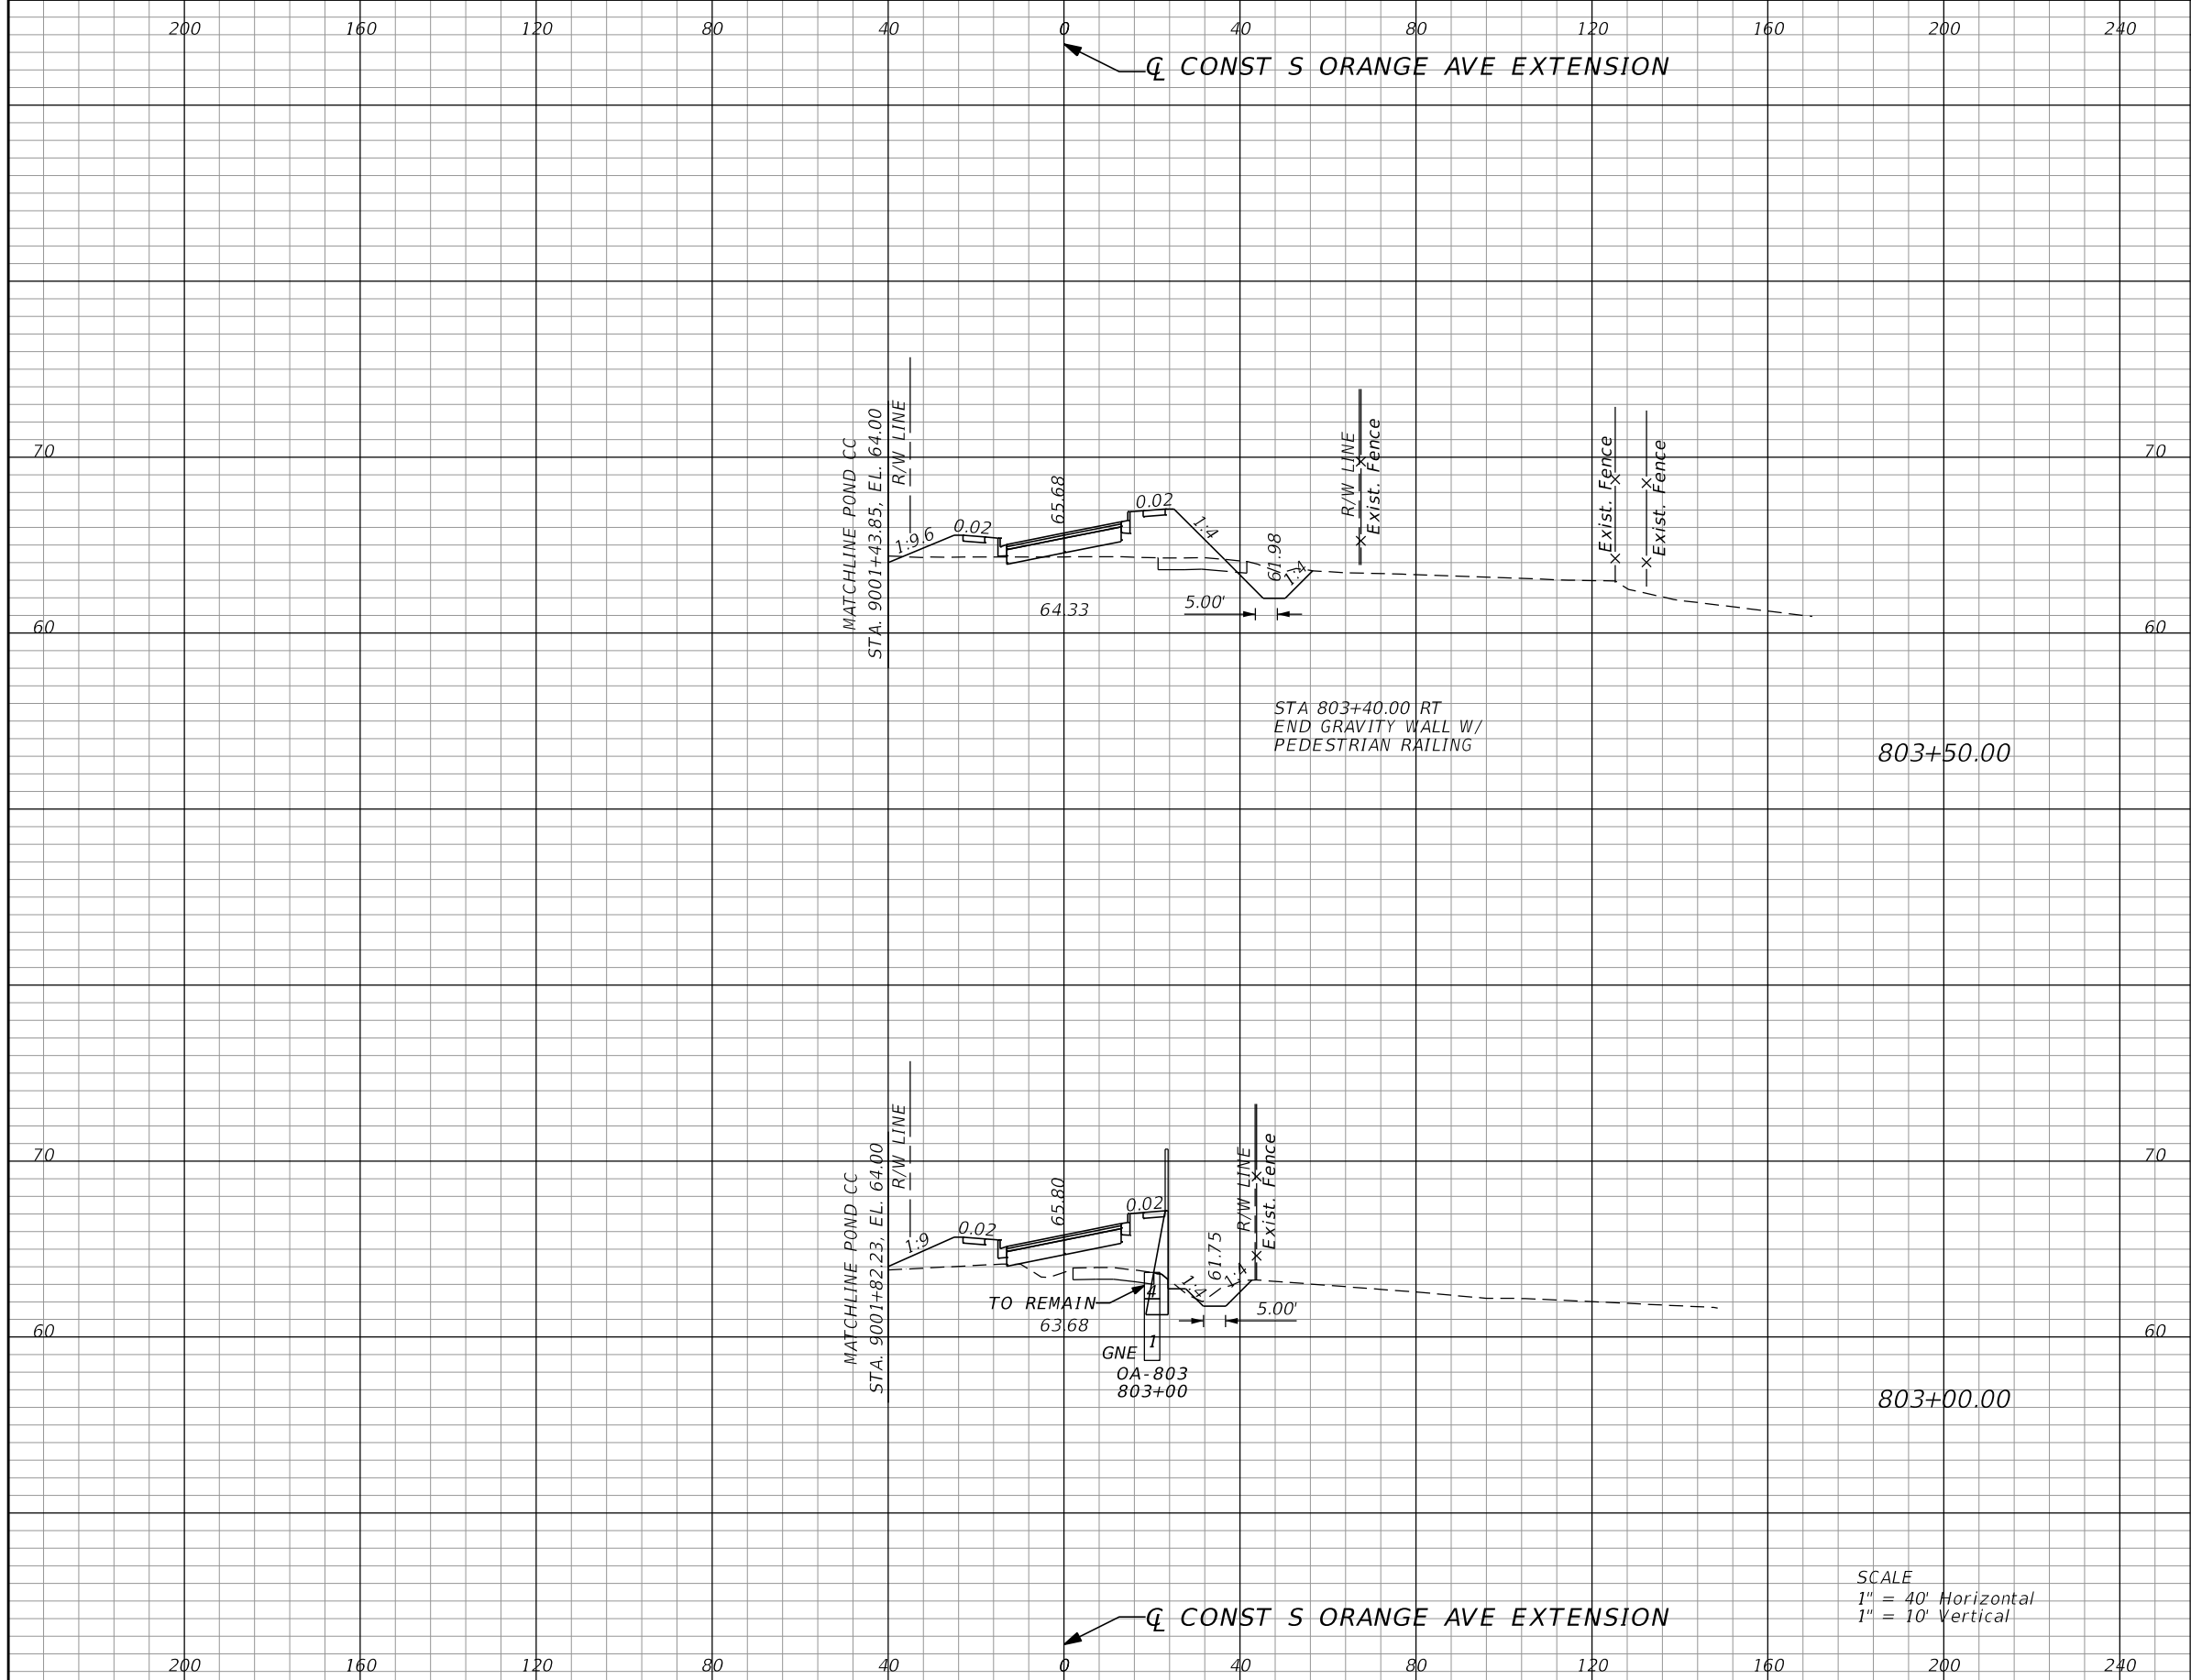 200 160 120 80 40 0 40 80 120 160 200 240
℄ CONST S ORANGE AVE EXTENSION
70 70
60 60
MATCHLINE POND CC
STA. 9001+43.85, EL. 64.00
R/W LINE
1:9.6
0.02
65.68
0.02
1:4
61.98
1:4
R/W LINE
Exist. Fence
Exist. Fence
Exist. Fence
64.33
5.00'
STA 803+40.00 RT
END GRAVITY WALL W/
PEDESTRIAN RAILING
803+50.00
70 70
60 60
MATCHLINE POND CC
STA. 9001+82.23, EL. 64.00
R/W LINE
1:9
0.02
65.80
0.02
1:4
61.75
1:4
R/W LINE
Exist. Fence
TO REMAIN
4
63.68
5.00'
1
GNE
OA-803
803+00
803+00.00
SCALE
1" = 40' Horizontal
1" = 10' Vertical
℄ CONST S ORANGE AVE EXTENSION
200 160 120 80 40 0 40 80 120 160 200 240